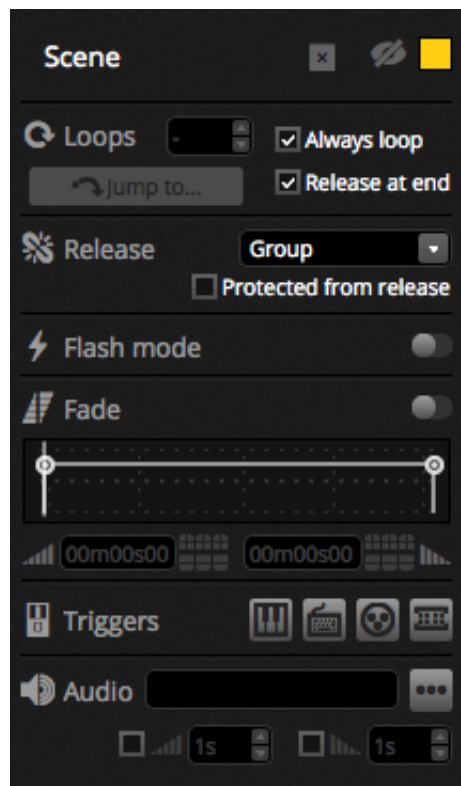 Scene
Loops - Always loop
Jump to... Release at end
Release Group
Protected from release
Flash mode
Fade
00m00s00 00m00s00
Triggers
Audio
1s 1s